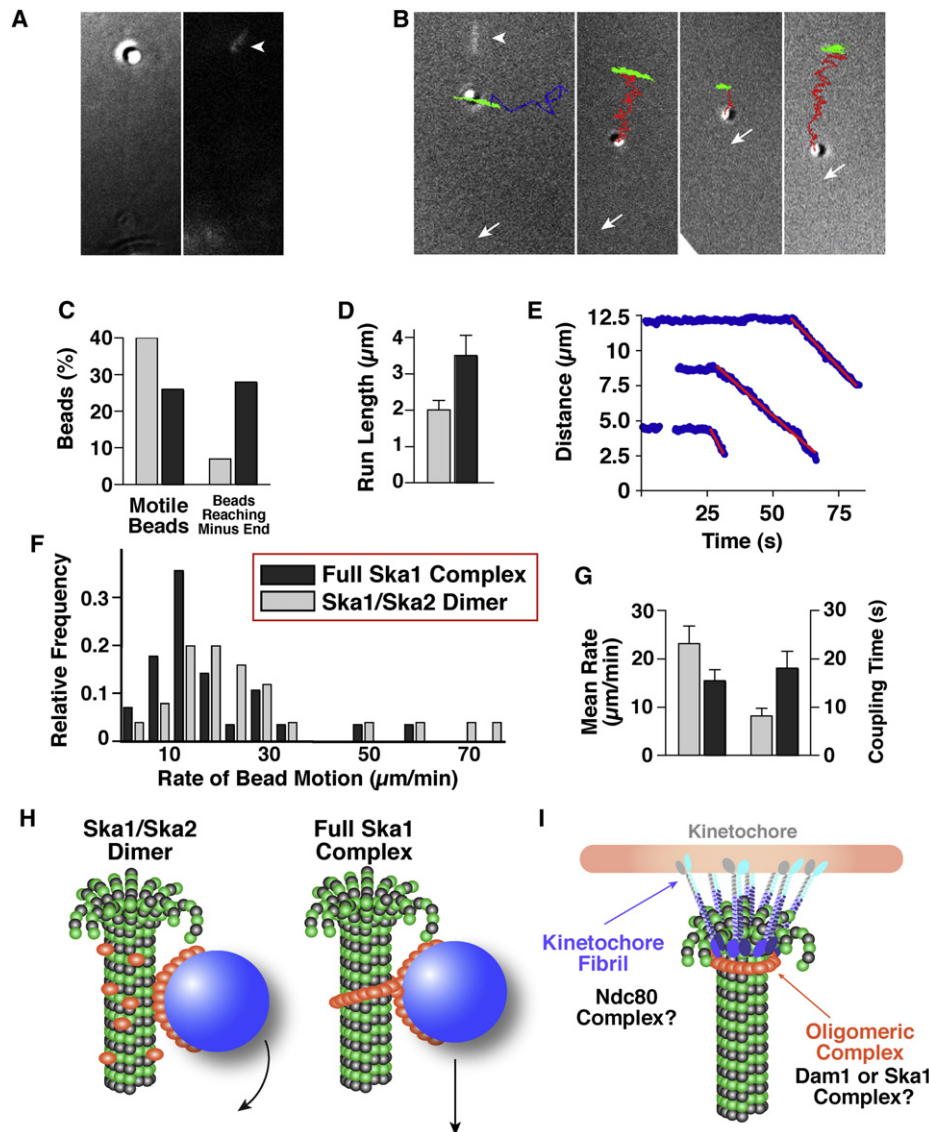 A
B
C
Beads (%)
40
30
20
10
0
Motile
Beads
Beads
Reaching
Minus End
D
Run Length (µm)
4
3
2
1
0
E
Distance (µm)
12.5
10
7.5
5.0
2.5
0
25
50
75
Time (s)
F
Relative Frequency
0.3
0.2
0.1
0
10
30
50
70
Rate of Bead Motion (µm/min)
Full Ska1 Complex
Ska1/Ska2 Dimer
G
Mean Rate
(µm/min)
30
20
10
0
30
20
10
0
Coupling Time (s)
H
Ska1/Ska2
Dimer
Full Ska1
Complex
I
Kinetochore
Kinetochore
Fibril
Ndc80
Complex?
Oligomeric
Complex
Dam1 or Ska1
Complex?